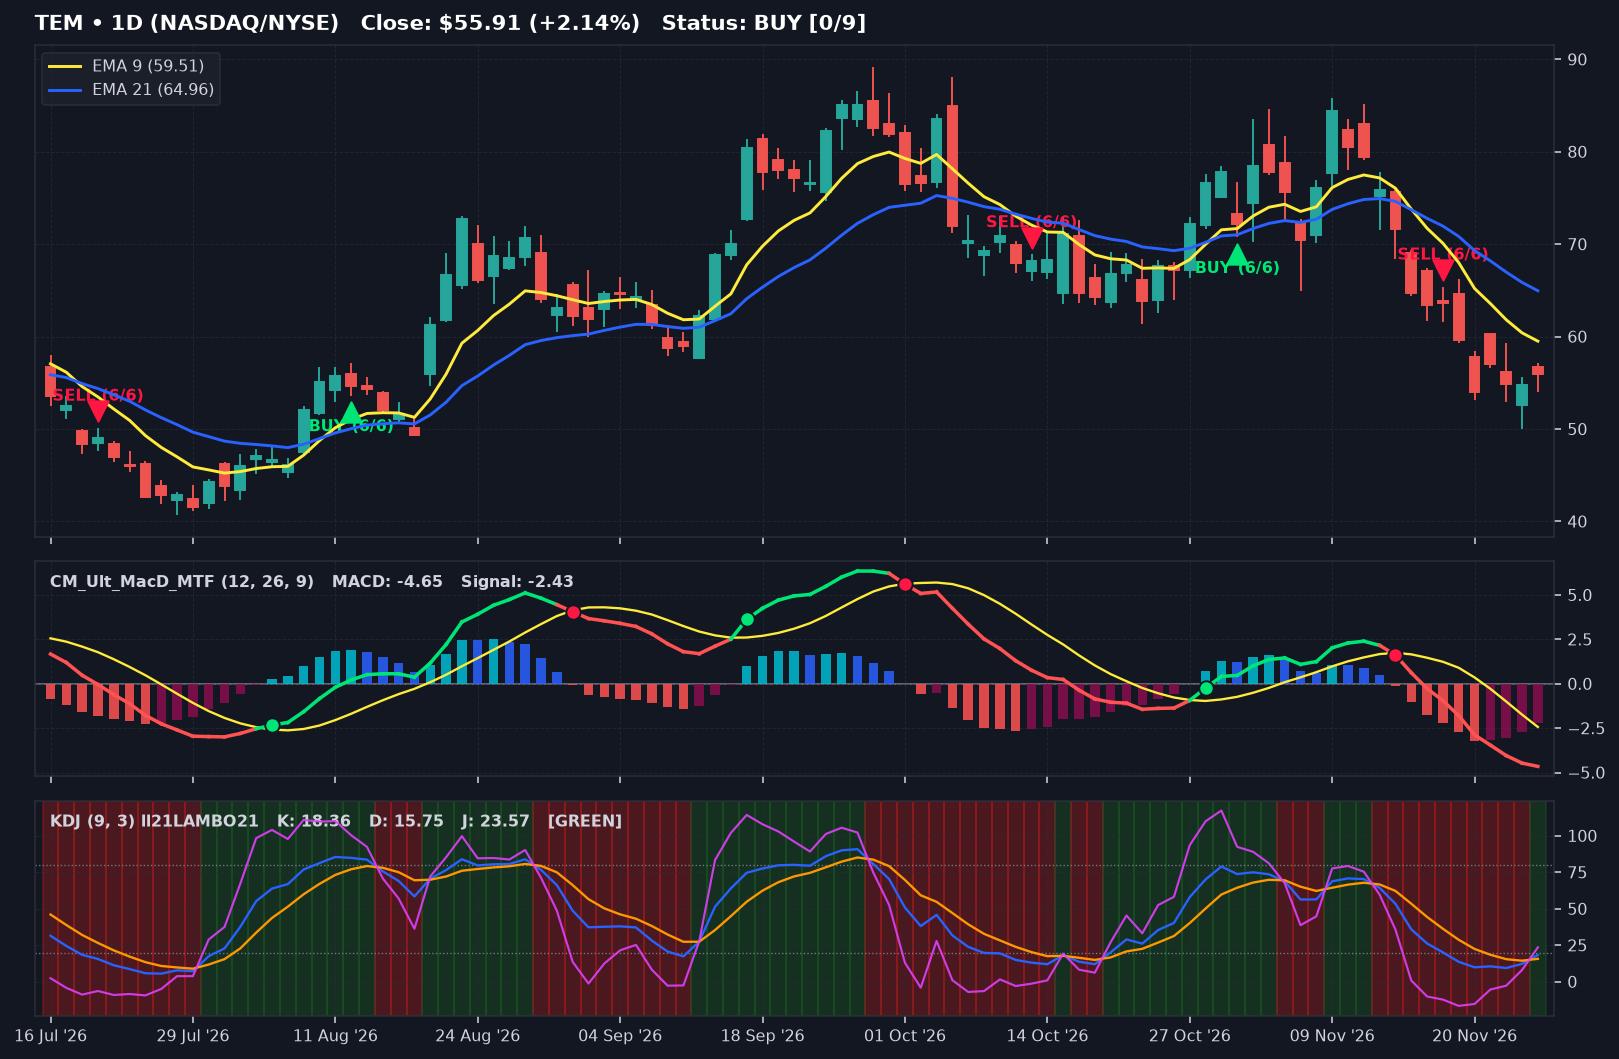 TEM • 1D (NASDAQ/NYSE)   Close: $55.91 (+2.14%)   Status: BUY [0/9]
EMA 9 (59.51)
EMA 21 (64.96)
90
80
70
60
50
40
SELL (6/6)
BUY (6/6)
SELL (6/6)
BUY (6/6)
SELL (6/6)
CM_Ult_MacD_MTF (12, 26, 9)   MACD: -4.65   Signal: -2.43
5.0
2.5
0.0
−2.5
−5.0
KDJ (9, 3) II21LAMBO21   K: 18.36   D: 15.75   J: 23.57   [GREEN]
100
75
50
25
0
16 Jul '26
29 Jul '26
11 Aug '26
24 Aug '26
04 Sep '26
18 Sep '26
01 Oct '26
14 Oct '26
27 Oct '26
09 Nov '26
20 Nov '26